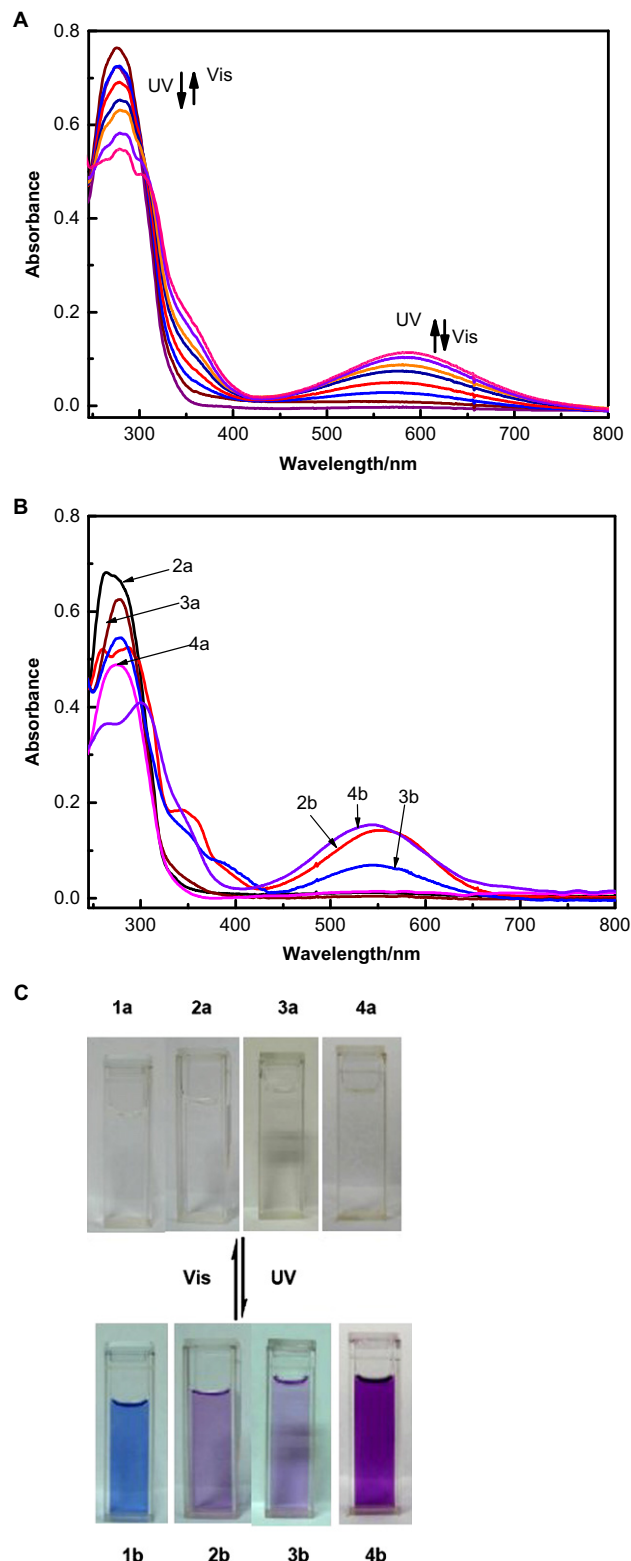 A
0.8
UV Vis
0.6
Absorbance
0.4
0.2
UV Vis
0.0
300 400 500 600 700 800
Wavelength/nm
B
0.8
2a
0.6
3a
4a
Absorbance
0.4
0.2
2b 4b 3b
0.0
300 400 500 600 700 800
Wavelength/nm
C
1a 2a 3a 4a
Vis UV
1b 2b 3b 4b